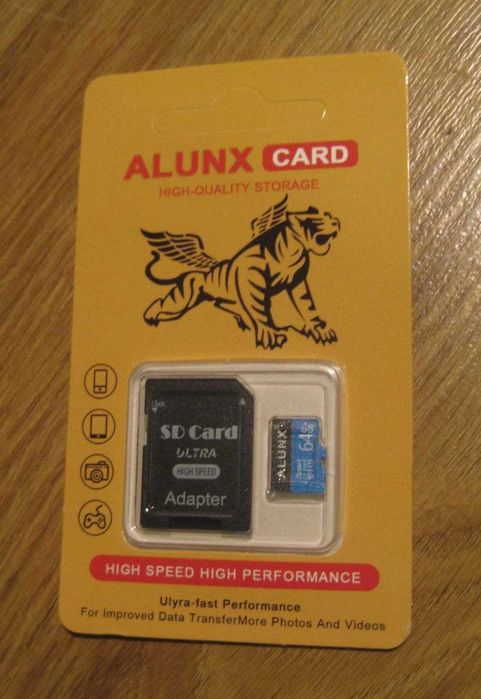 ALUNX CARD
HIGH-QUALITY STORAGE
SD Card
ULTRA
HIGH SPEED
Adapter
ALUNX
64
HIGH SPEED HIGH PERFORMANCE
Ulyra-fast Performance
For Improved Data TransferMore Photos And Videos